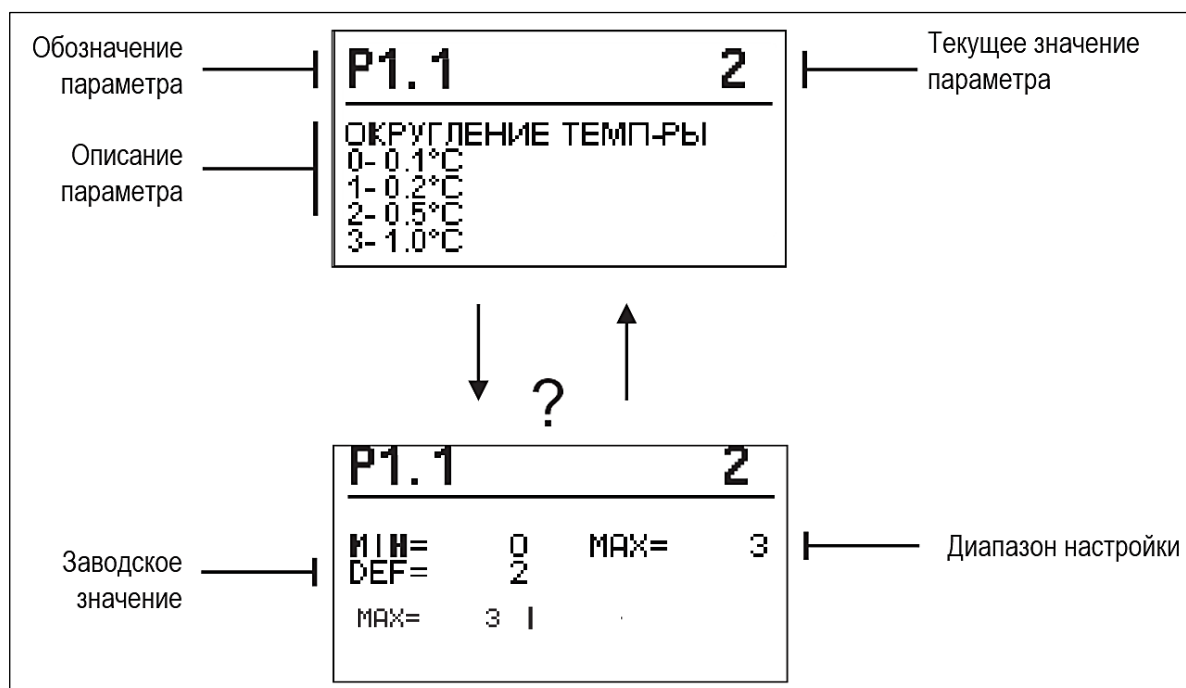 Обозначение
параметра
P1.1 2
Текущее значение
параметра
Описание
параметра
ОКРУГЛЕНИЕ ТЕМП-РЫ
0- 0.1°C
1- 0.2°C
2- 0.5°C
3- 1.0°C
?
P1.1 2
Заводское
значение
MIN= 0 MAX= 3
DEF= 2
MAX= 3
Диапазон настройки